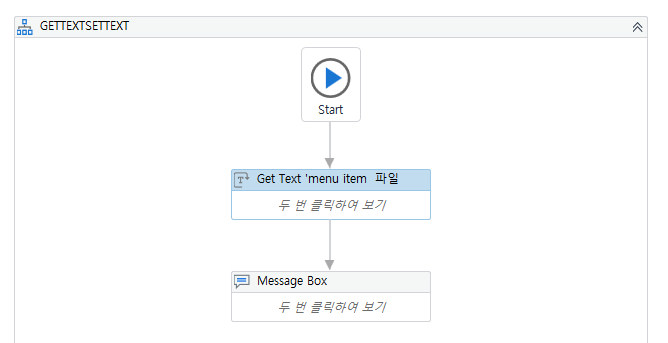 GETTEXTSETTEXT
Start
Get Text 'menu item 파일
두 번 클릭하여 보기
Message Box
두 번 클릭하여 보기